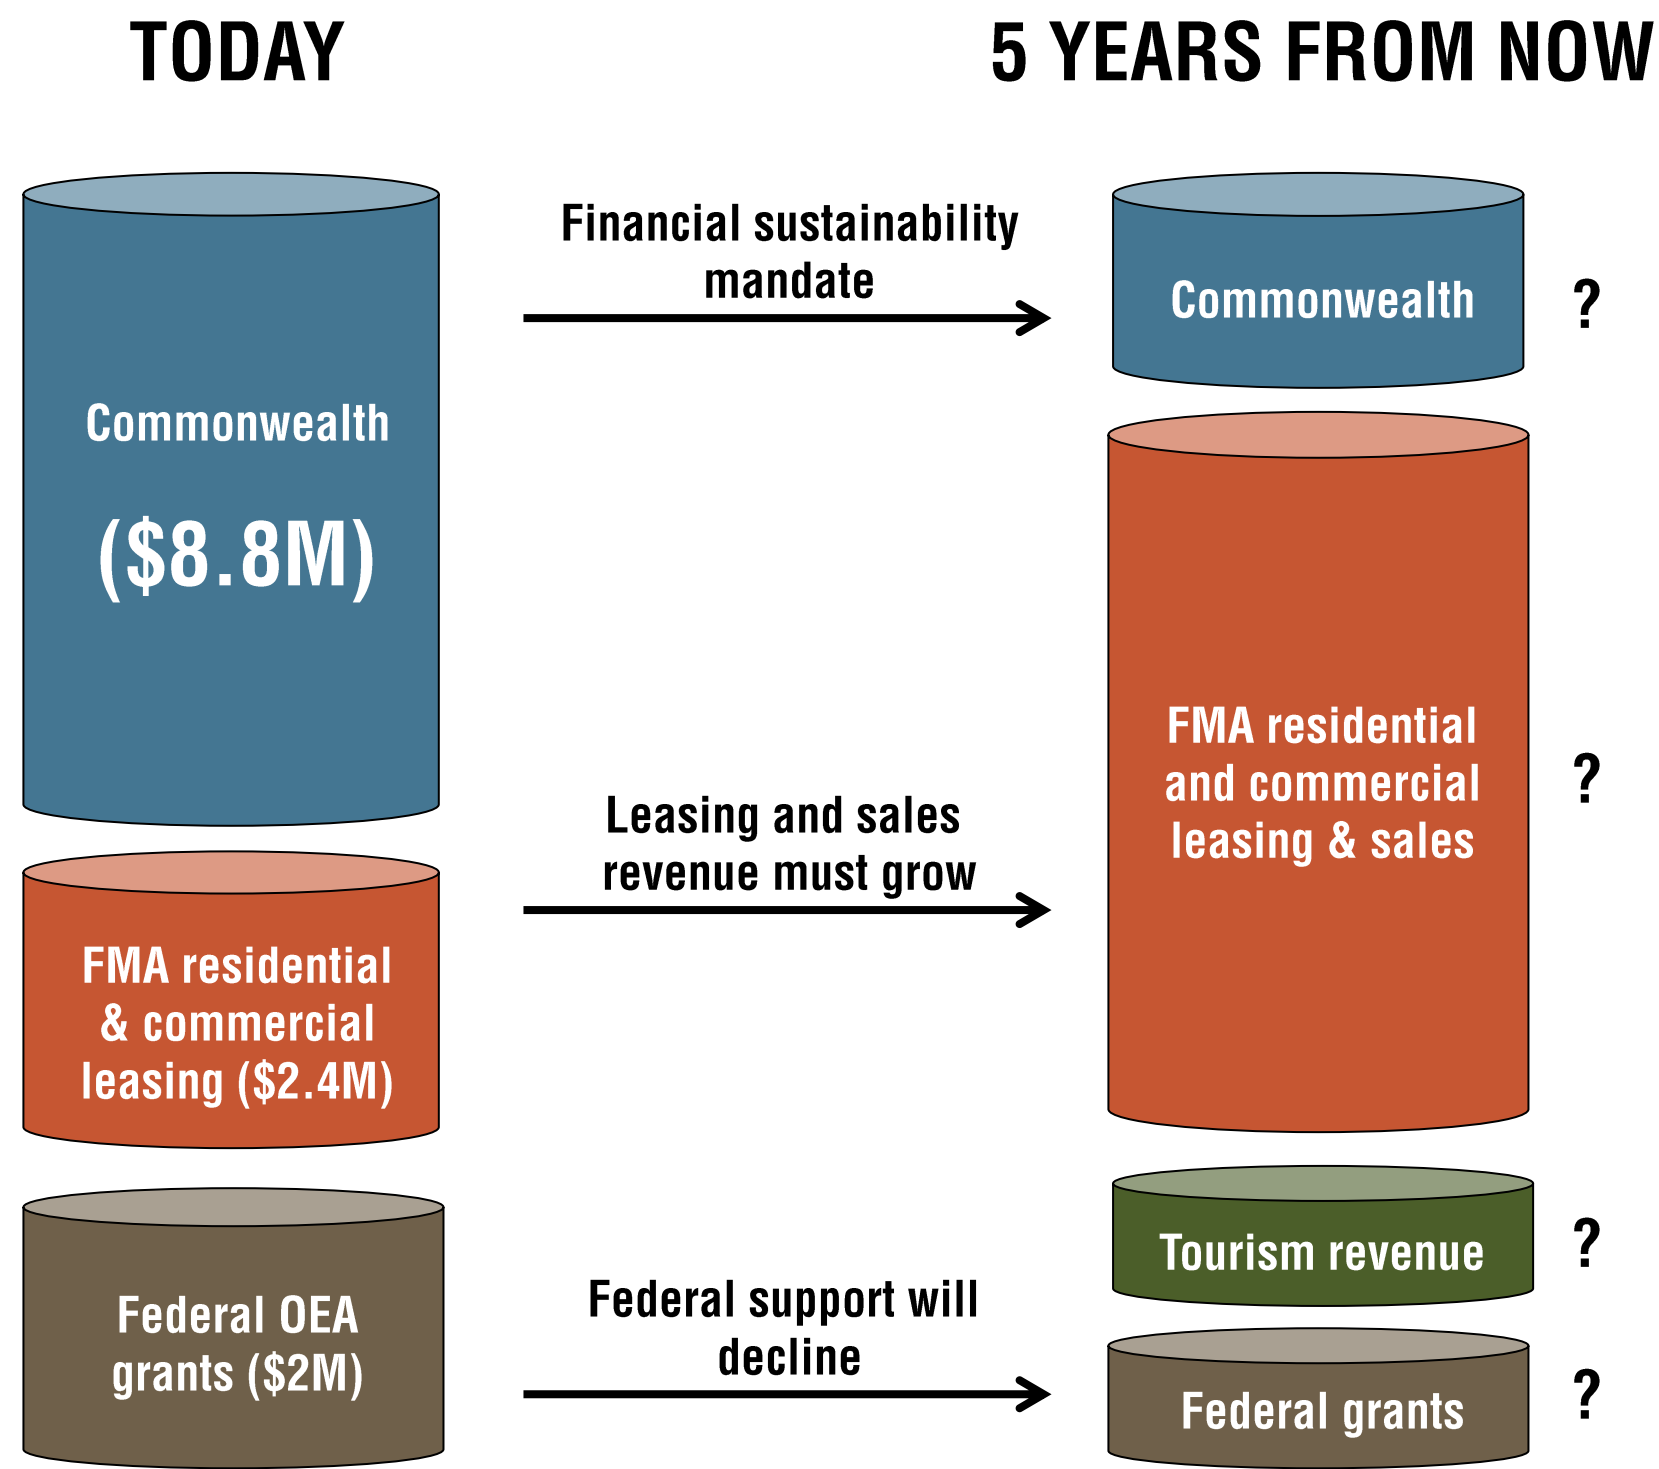 TODAY
5 YEARS FROM NOW
Commonwealth
($8.8M)
Financial sustainability
mandate
Commonwealth
?
FMA residential
& commercial
leasing ($2.4M)
Leasing and sales
revenue must grow
FMA residential
and commercial
leasing & sales
?
Tourism revenue
?
Federal OEA
grants ($2M)
Federal support will
decline
Federal grants
?